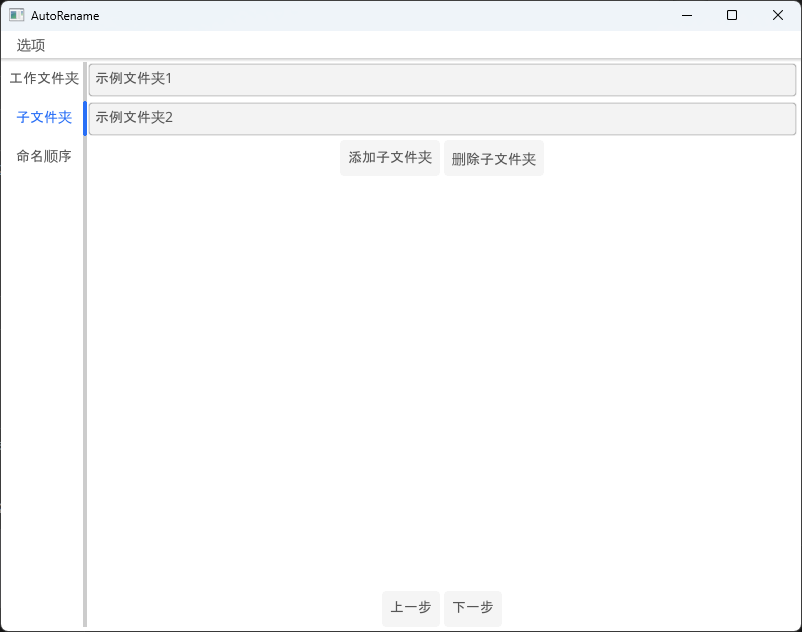 AutoRename
选项
工作文件夹 示例文件夹1
子文件夹 示例文件夹2
命名顺序 添加子文件夹 删除子文件夹
上一步 下一步